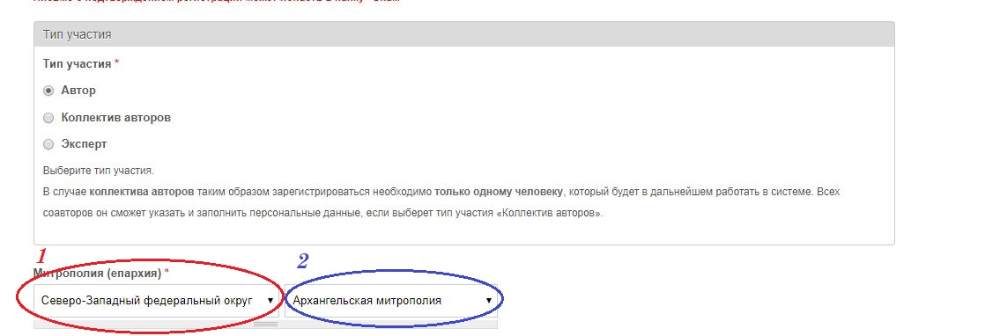 Тип участия
Тип участия *
Автор
Коллектив авторов
Эксперт
Выберите тип участия.
В случае коллектива авторов таким образом зарегистрироваться необходимо только одному человеку, который будет в дальнейшем работать в системе. Всех
соавторов он сможет указать и заполнить персональные данные, если выберет тип участия «Коллектив авторов».
1
2
Митрополия (епархия) *
Северо-Западный федеральный округ
Архангельская митрополия